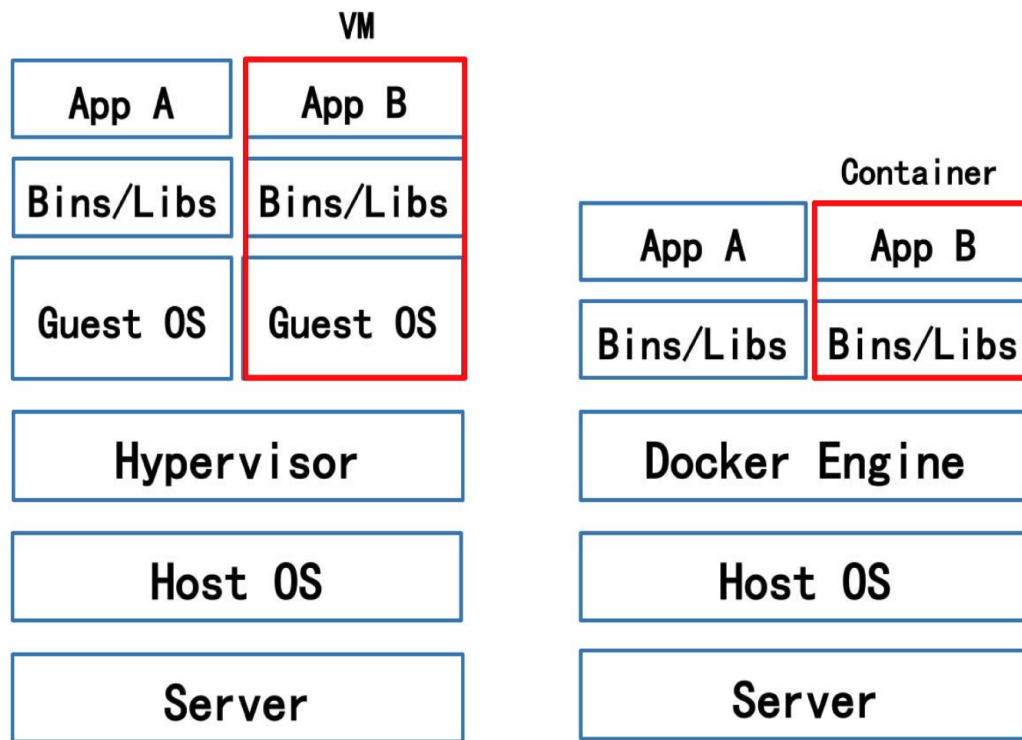 VM
App A
App B
Bins/Libs
Bins/Libs
Guest OS
Guest OS
Hypervisor
Host OS
Server
Container
App A
App B
Bins/Libs
Bins/Libs
Docker Engine
Host OS
Server